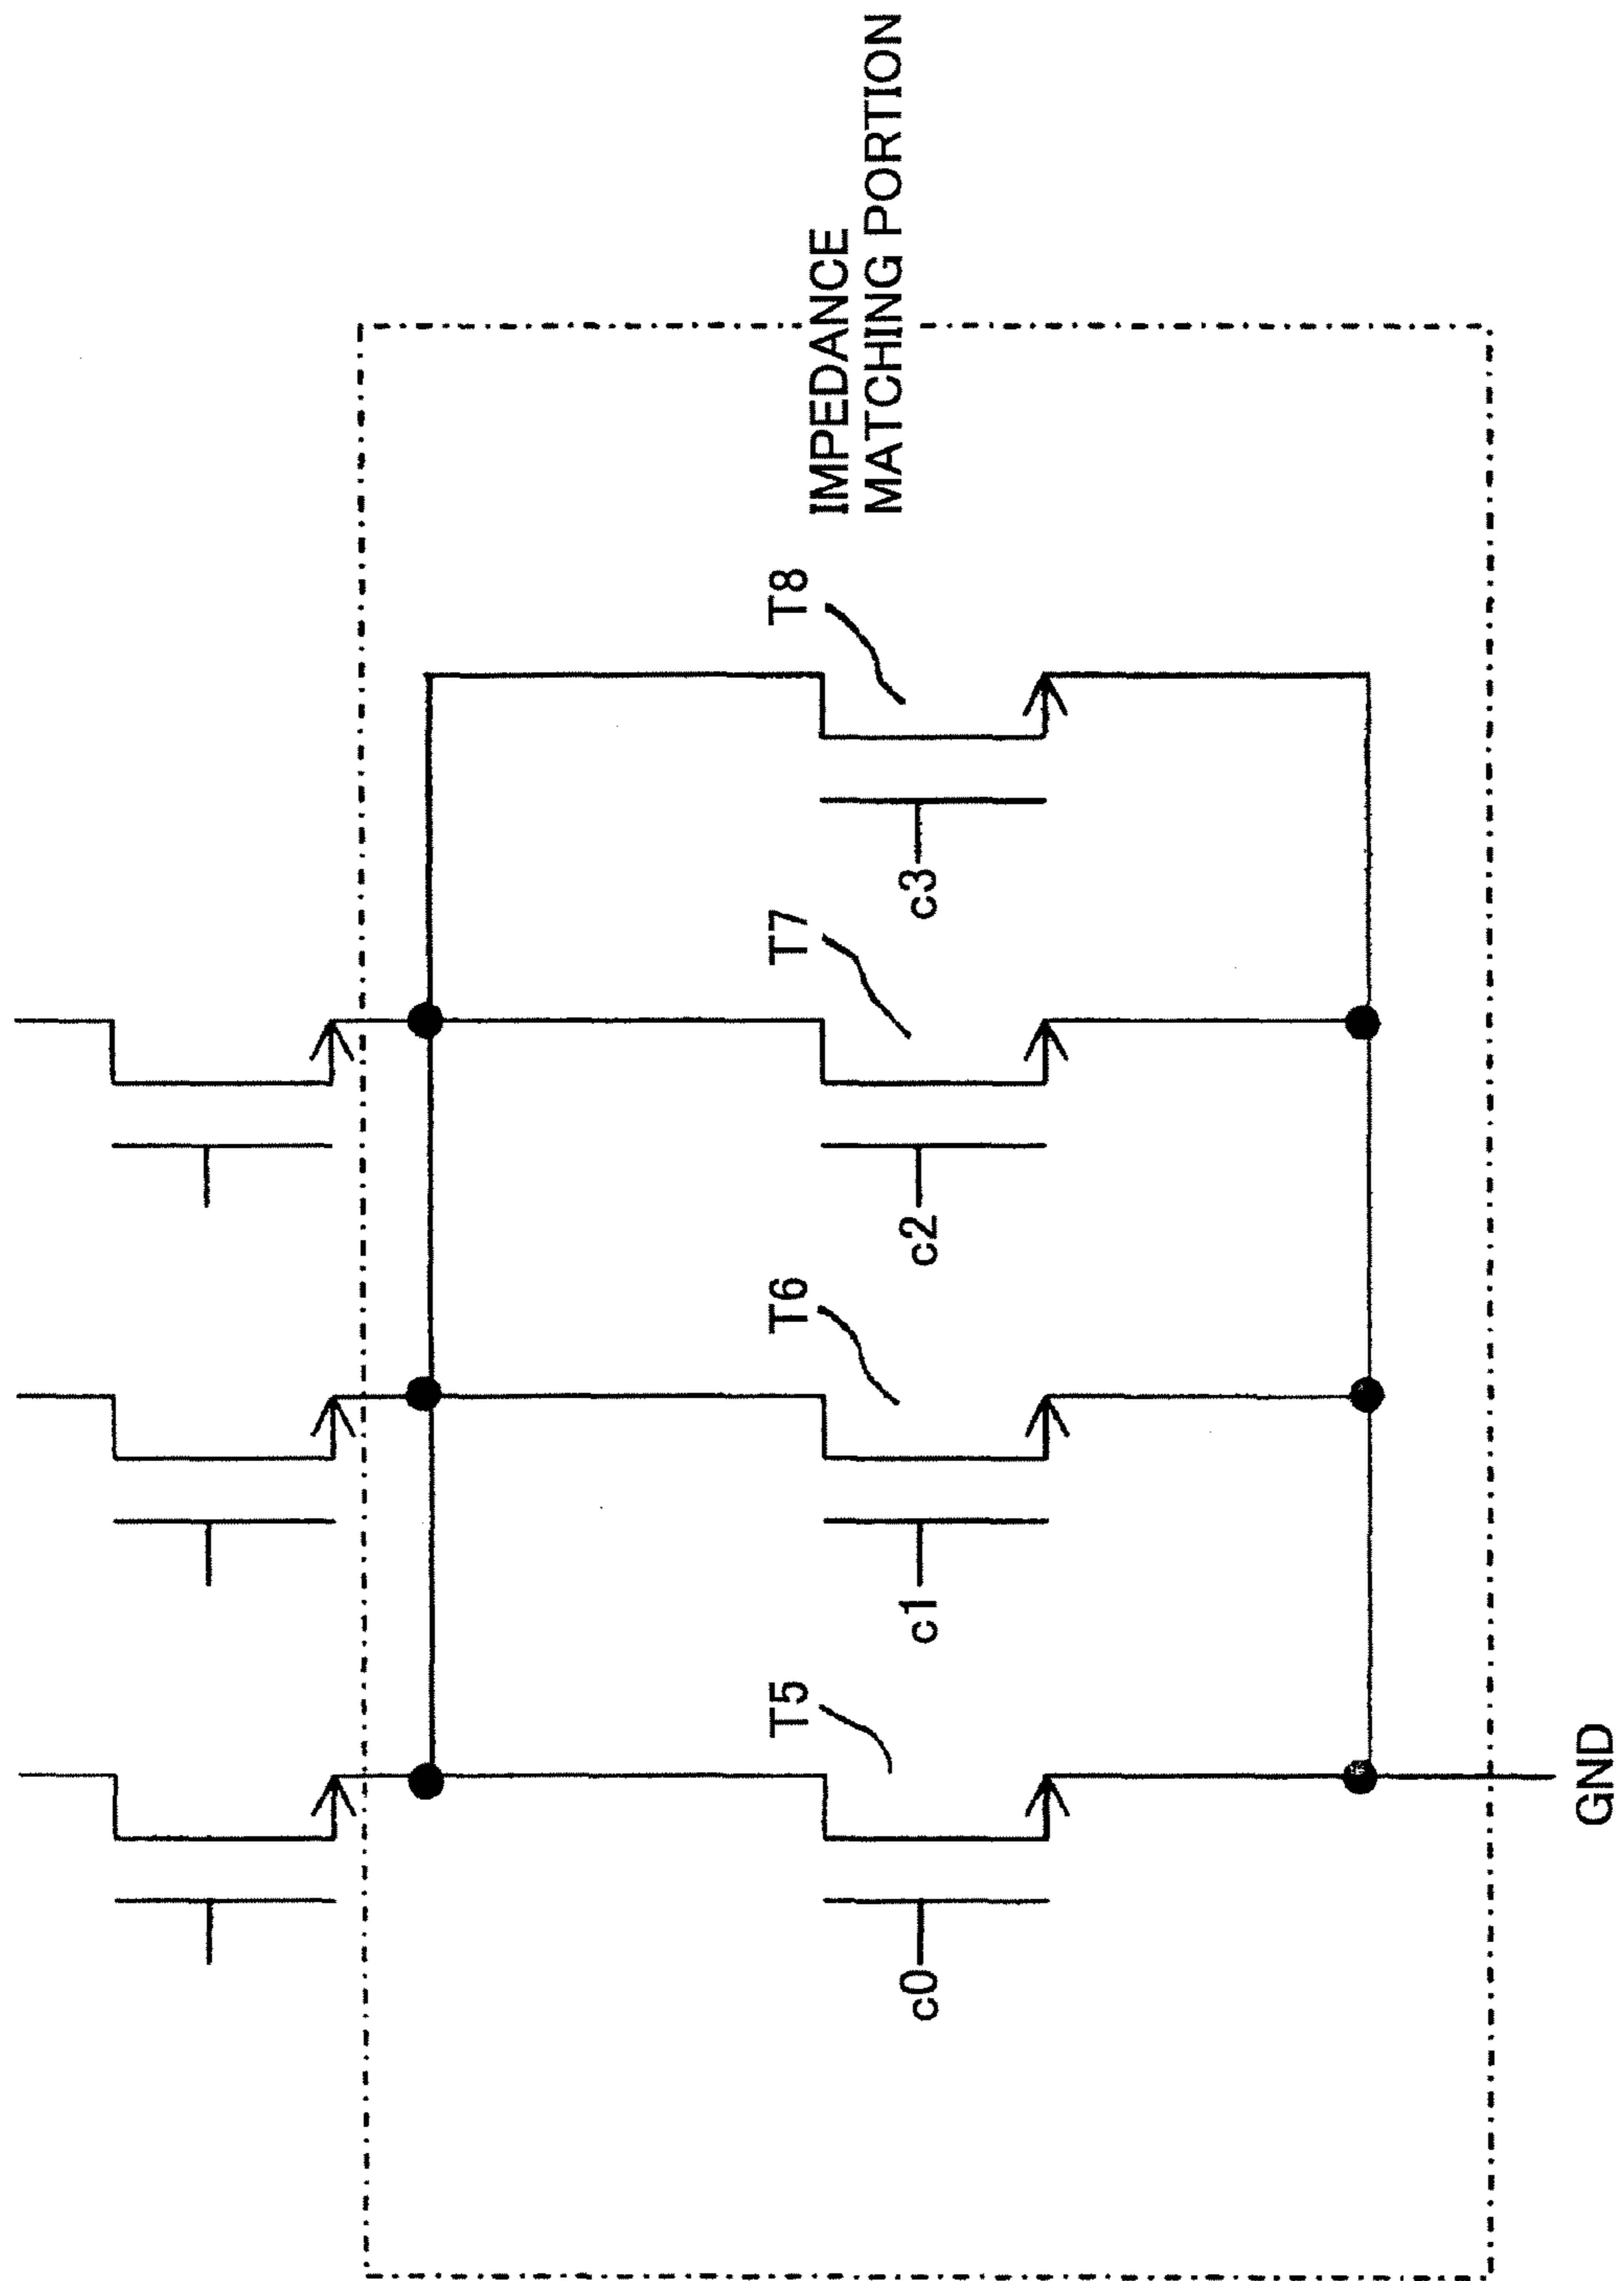 IMPEDANCE
MATCHING PORTION
T5
T6
T7
T8
c0
c1
c2
c3
GND